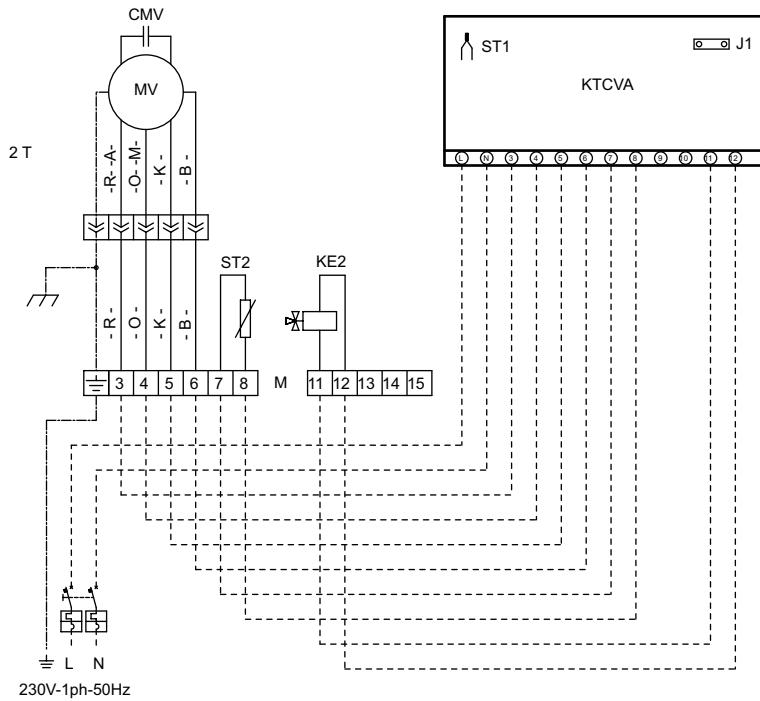 CMV
MV
ST1
J1
KTCVA
L N 3 4 5 6 7 8 9 10 11 12
2 T
-R- -A-
-O- -M-
-K-
-B-
ST2
KE2
-R-
-O-
-K-
-B-
3 4 5 6 7 8
M
11 12 13 14 15
L N
230V-1ph-50Hz